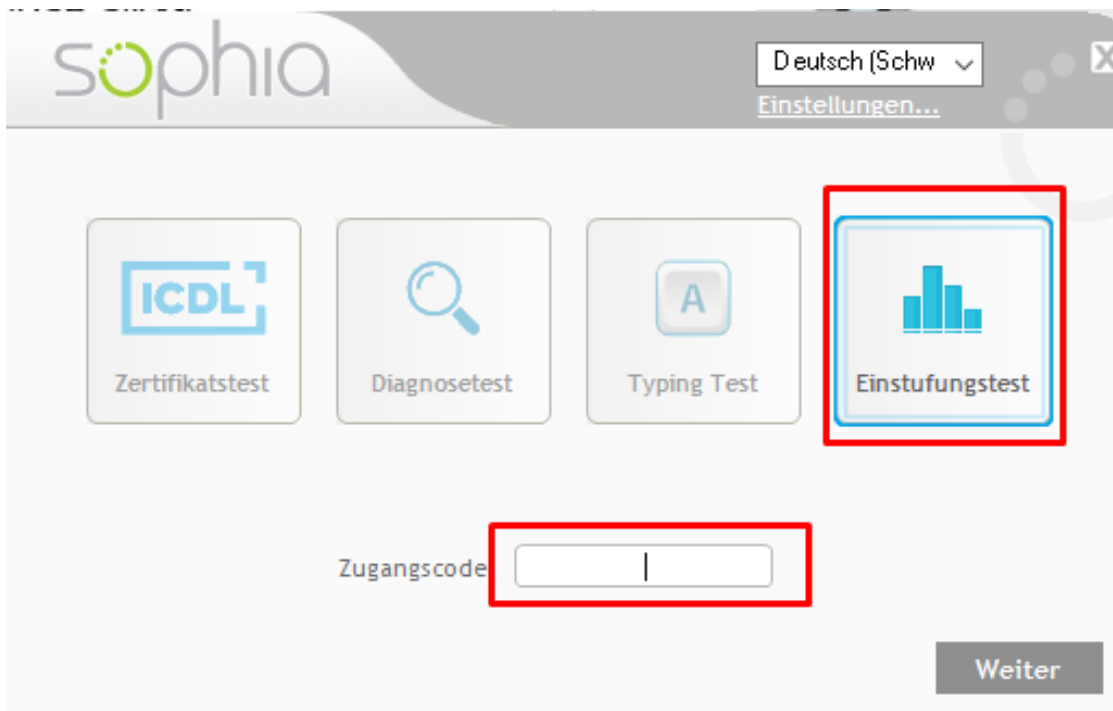 sophia
Deutsch (Schw
X
Einstellungen...
ICDL
A
Zertifikatstest
Diagnosetest
Typing Test
Einstufungstest
Zugangscode
Weiter